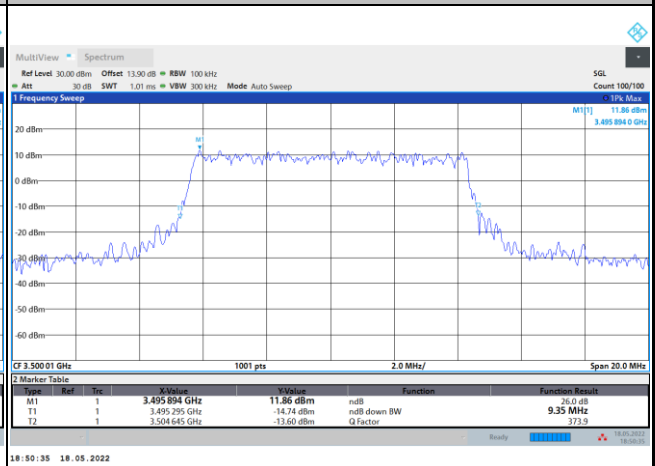 MultiView Spectrum
Ref Level 30.00 dBm Offset 13.90 dB RBW 100 kHz SGL
Att 30 dB SWT 1.01 ms VBW 300 kHz Mode Auto Sweep Count 100/100
1 Frequency Sweep 1Pk Max
M1[1] 11.86 dBm
3.495 894 0 GHz
20 dBm
M1
10 dBm
0 dBm
-10 dBm
T1 T2
-20 dBm
-30 dBm
-40 dBm
-50 dBm
-60 dBm
CF 3.500 01 GHz 1001 pts 2.0 MHz/ Span 20.0 MHz
2 Marker Table
Type Ref Trc X-Value Y-Value Function Function Result
M1 1 3.495 894 GHz 11.86 dBm ndB 26.0 dB
T1 1 3.495 295 GHz -14.74 dBm ndB down BW 9.35 MHz
T2 1 3.504 645 GHz -13.60 dBm Q Factor 373.9
Ready 18.05.2022
18:50:35
18:50:35 18.05.2022